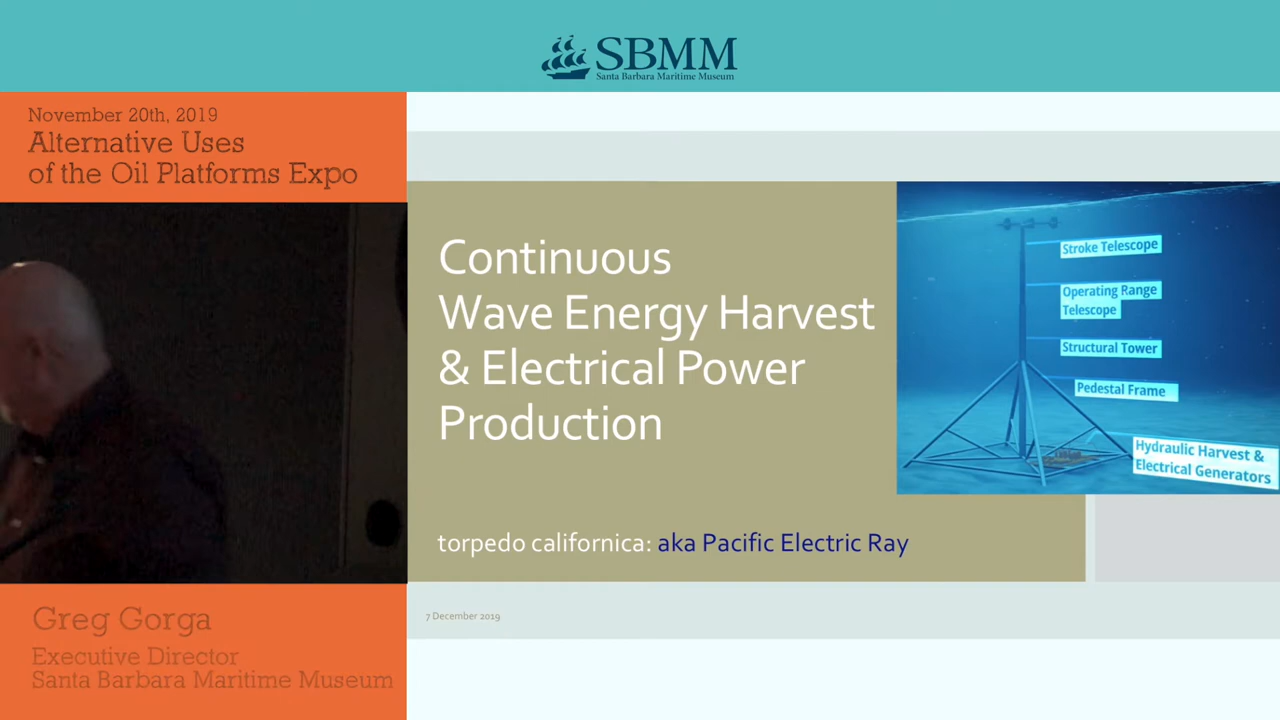 SBMM
Santa Barbara Maritime Museum
November 20th, 2019
Alternative Uses
of the Oil Platforms Expo
Continuous
Wave Energy Harvest
& Electrical Power
Production
torpedo californica: aka Pacific Electric Ray
7 December 2019
Stroke Telescope
Operating Range
Telescope
Structural Tower
Pedestal Frame
Hydraulic Harvest &
Electrical Generators
Greg Gorga
Executive Director
Santa Barbara Maritime Museum